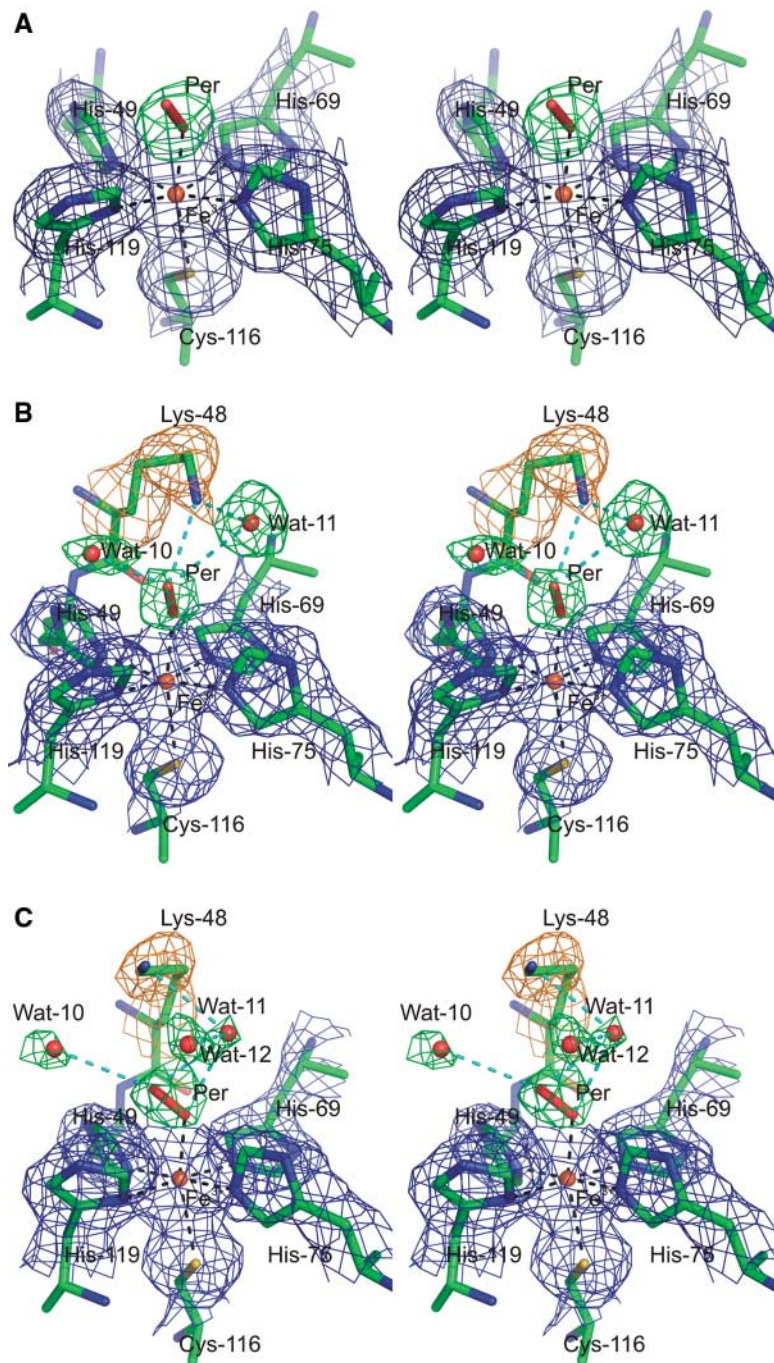 A
Per Per
His-49 His-69 His-49 His-69
Fe Fe
His-119 His-75 His-119 His-75
Cys-116 Cys-116
B
Lys-48 Lys-48
Wat-10 Wat-11 Wat-10 Wat-11
Per Per
His-49 His-69 His-49 His-69
Fe Fe
His-119 His-75 His-119 His-75
Cys-116 Cys-116
C
Lys-48 Lys-48
Wat-10 Wat-11 Wat-10 Wat-11
Wat-12 Wat-12
Per Per
His-49 His-69 His-49 His-69
Fe Fe
His-119 His-75 His-119 His-75
Cys-116 Cys-116